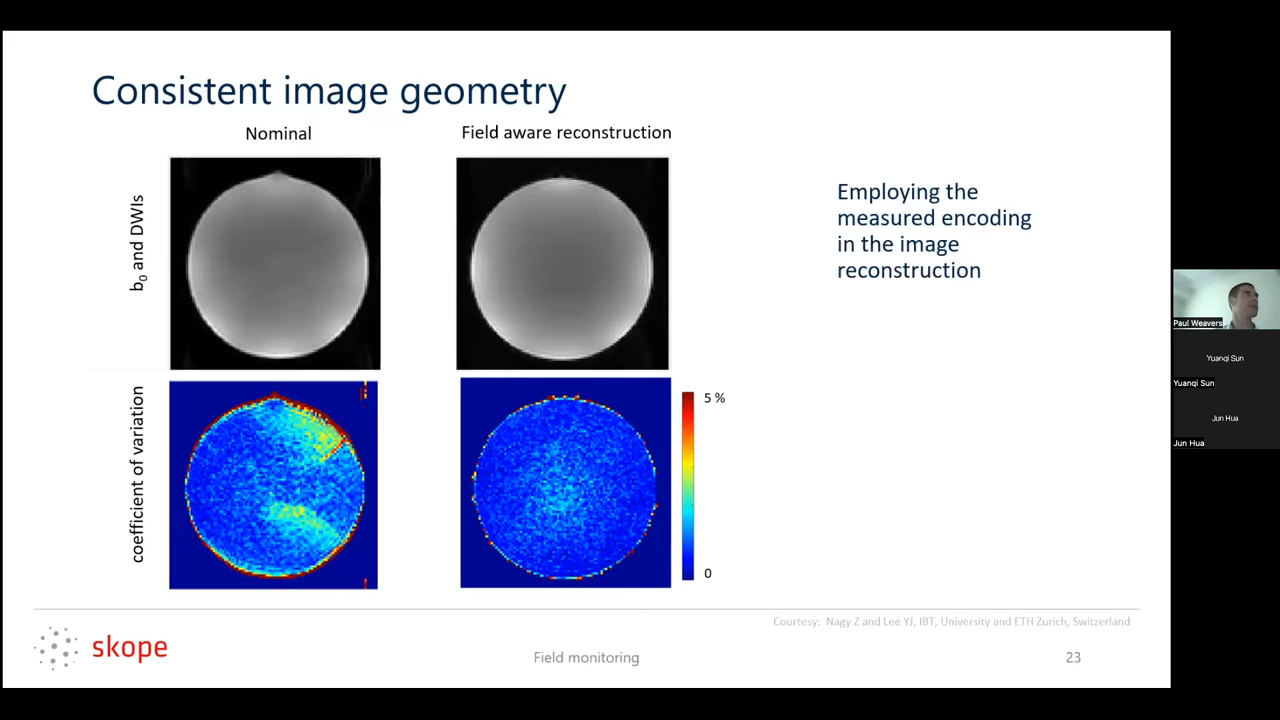 Consistent image geometry
Nominal
Field aware reconstruction
b0 and DWIs
Employing the
measured encoding
in the image
reconstruction
coefficient of variation
5 %
0
Courtesy: Nagy Z and Lee YJ, IBT, University and ETH Zurich, Switzerland
skope
Field monitoring
23
Paul Weavers
Yuanqi Sun
Yuanqi Sun
Jun Hua
Jun Hua